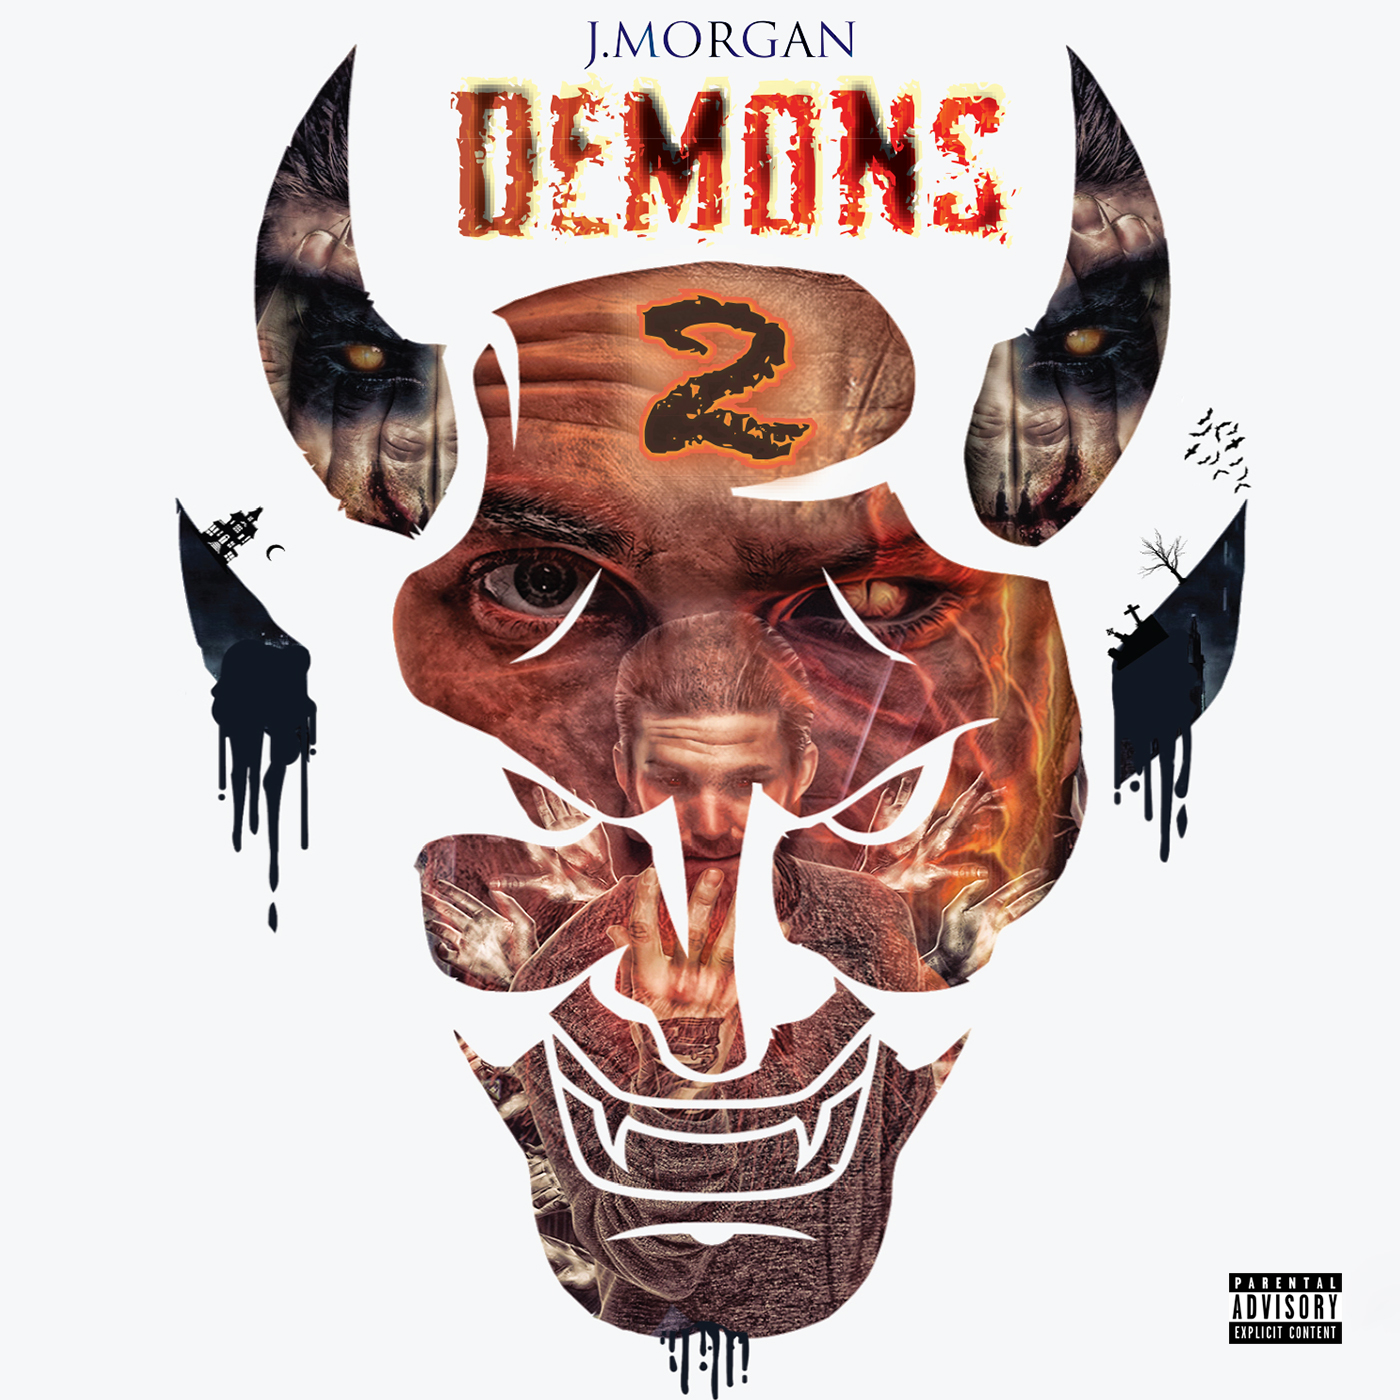 J.MORGAN
DEMONS
2
PARENTAL
ADVISORY
EXPLICIT CONTENT